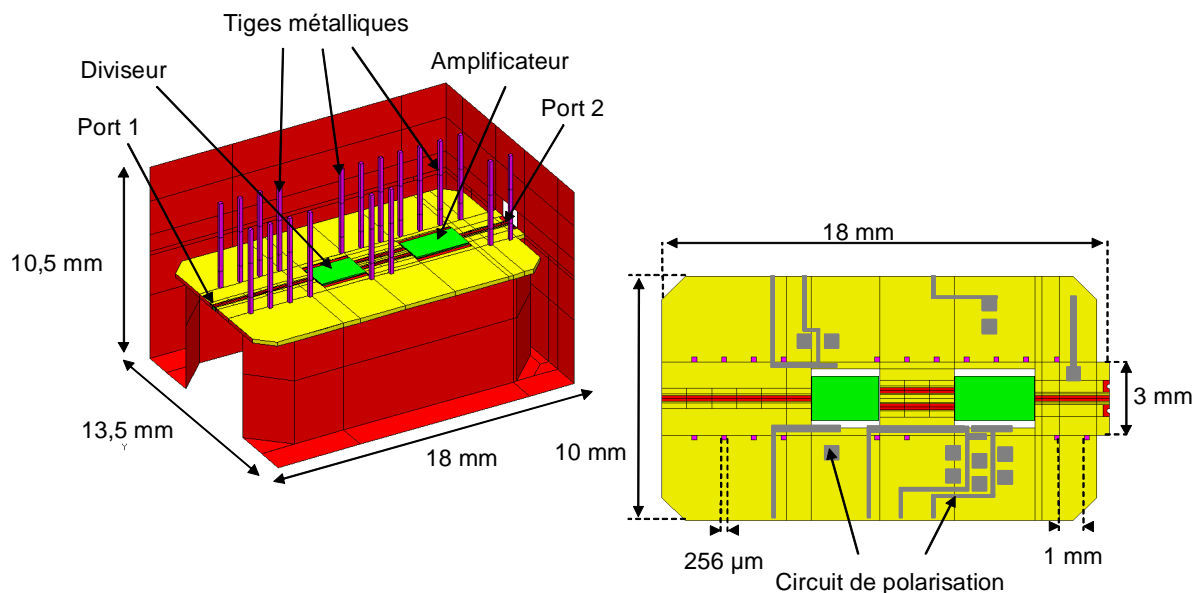 Tiges métalliques
Diviseur
Amplificateur
Port 1
Port 2
10,5 mm
13,5 mm
Y
18 mm
18 mm
3 mm
10 mm
256 µm
1 mm
Circuit de polarisation